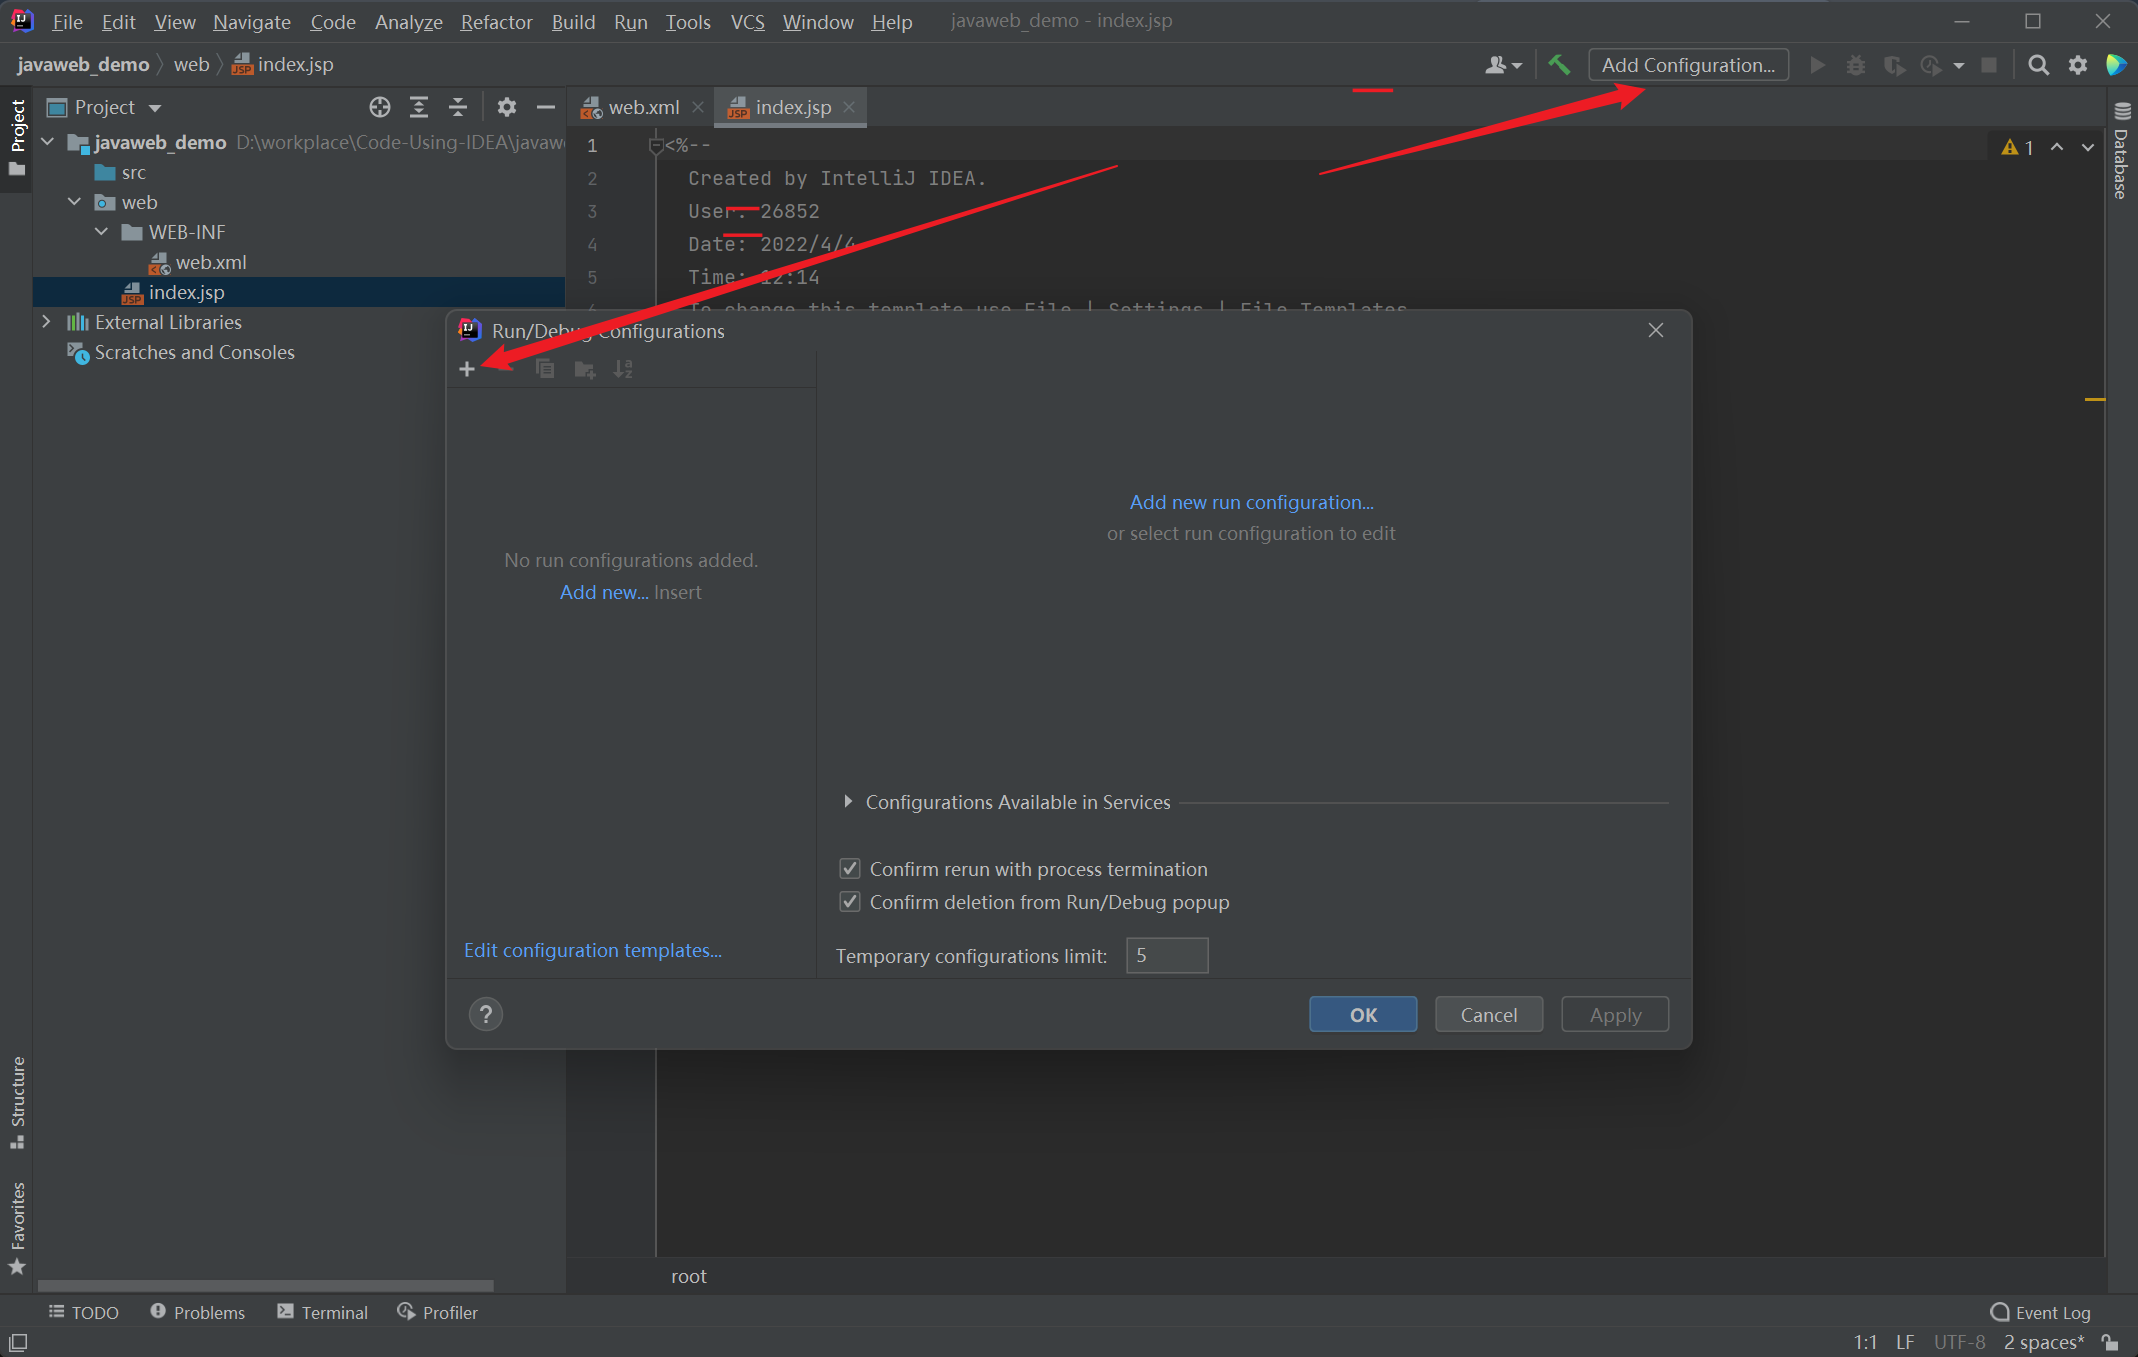 File Edit View Navigate Code Analyze Refactor Build Run Tools VCS Window Help javaweb_demo - index.jsp
javaweb_demo web index.jsp
Add Configuration...
Project
Project
web.xml
index.jsp
javaweb_demo D:\workplace\Code-Using-IDEA\javaw
src
web
WEB-INF
web.xml
index.jsp
External Libraries
Scratches and Consoles
1 <%--
2 Created by IntelliJ IDEA.
3 User: 26852
4 Date: 2022/4/4
5 Time: 12:14
To change this template use File | Settings | File Templates.
1
Database
Run/Debug Configurations
No run configurations added.
Add new... Insert
Edit configuration templates...
Add new run configuration...
or select run configuration to edit
Configurations Available in Services
Confirm rerun with process termination
Confirm deletion from Run/Debug popup
Temporary configurations limit: 5
?
OK Cancel Apply
Structure
Favorites
root
TODO Problems Terminal Profiler Event Log
1:1 LF UTF-8 2 spaces*